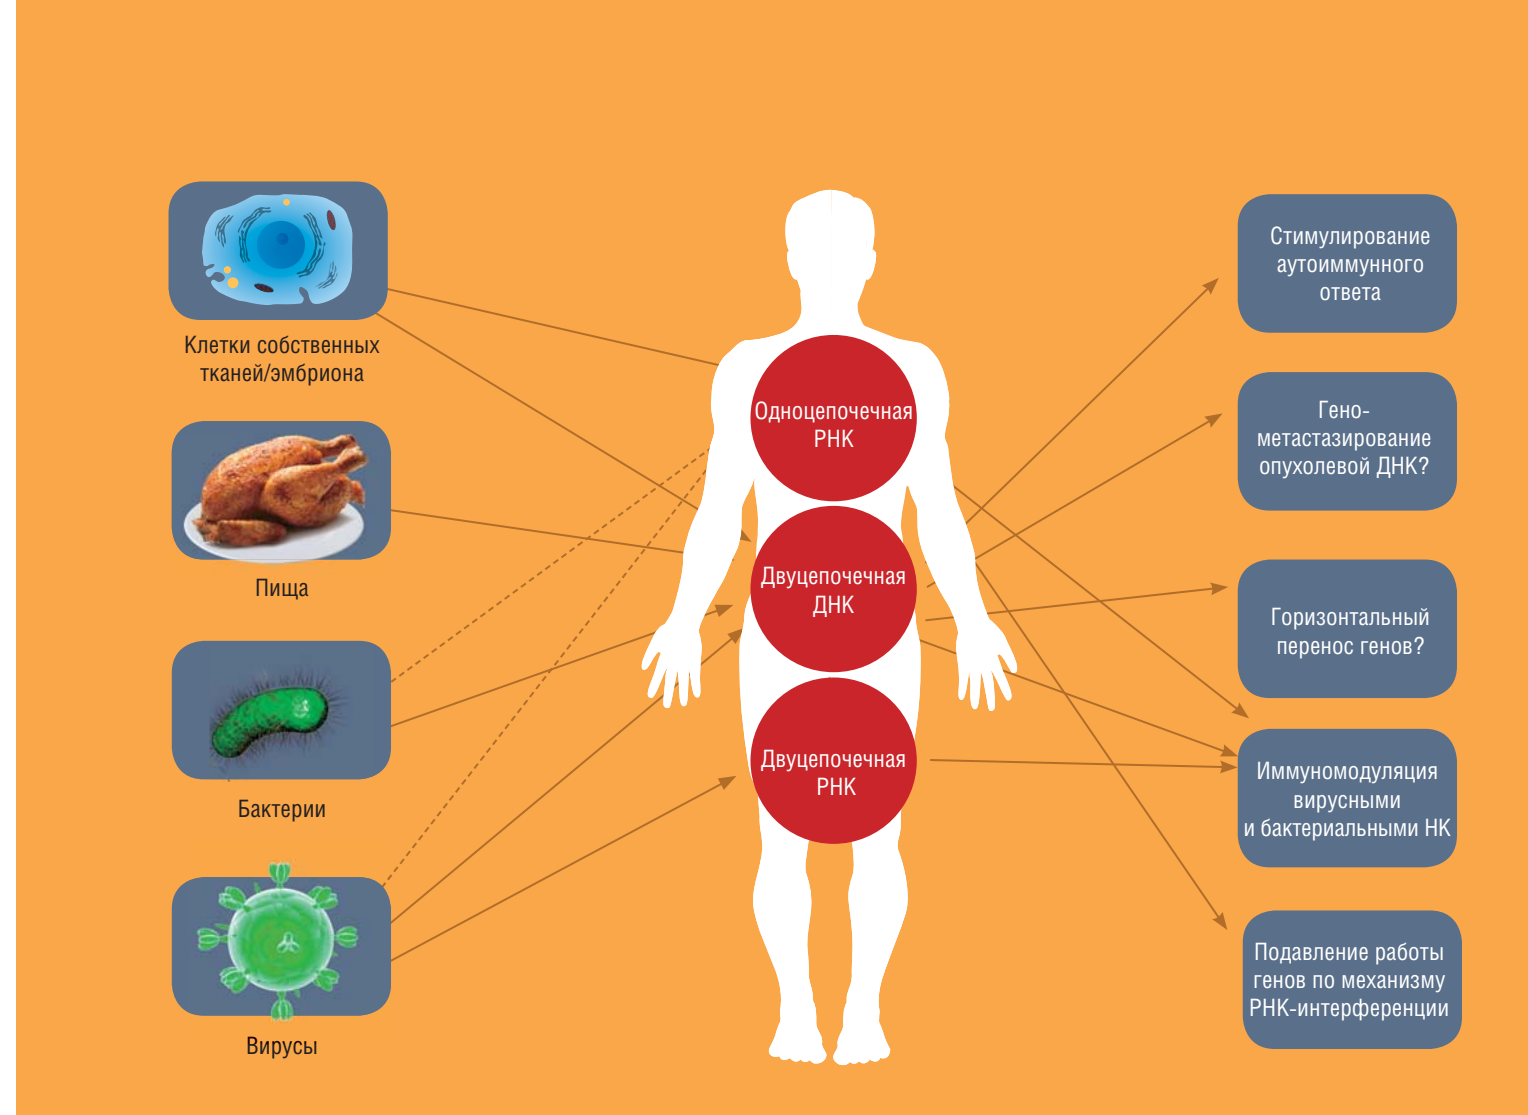 Клетки собственных
тканей/эмбриона
Пища
Бактерии
Вирусы
Одноцепочечная
РНК
Двуцепочечная
ДНК
Двуцепочечная
РНК
Стимулирование
аутоиммунного
ответа
Гено-
метастазирование
опухолевой ДНК?
Горизонтальный
перенос генов?
Иммуномодуляция
вирусными
и бактериальными НК
Подавление работы
генов по механизму
РНК-интерференции